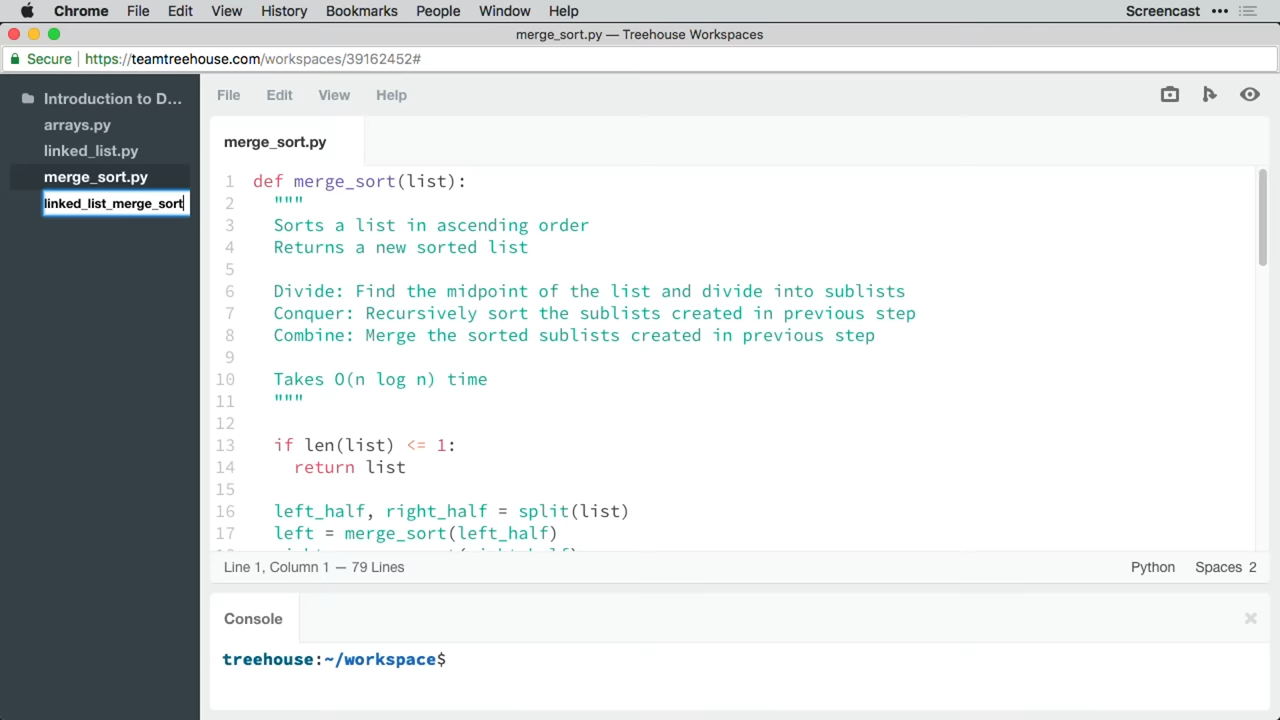 Chrome File Edit View History Bookmarks People Window Help Screencast
merge_sort.py — Treehouse Workspaces
Secure https://teamtreehouse.com/workspaces/39162452#
Introduction to D...
arrays.py
linked_list.py
merge_sort.py
linked_list_merge_sort
File Edit View Help
merge_sort.py
1 def merge_sort(list):
2 """
3 Sorts a list in ascending order
4 Returns a new sorted list
5
6 Divide: Find the midpoint of the list and divide into sublists
7 Conquer: Recursively sort the sublists created in previous step
8 Combine: Merge the sorted sublists created in previous step
9
10 Takes O(n log n) time
11 """
12
13 if len(list) <= 1:
14 return list
15
16 left_half, right_half = split(list)
17 left = merge_sort(left_half)
Line 1, Column 1 — 79 Lines Python Spaces 2
Console
treehouse:~/workspace$